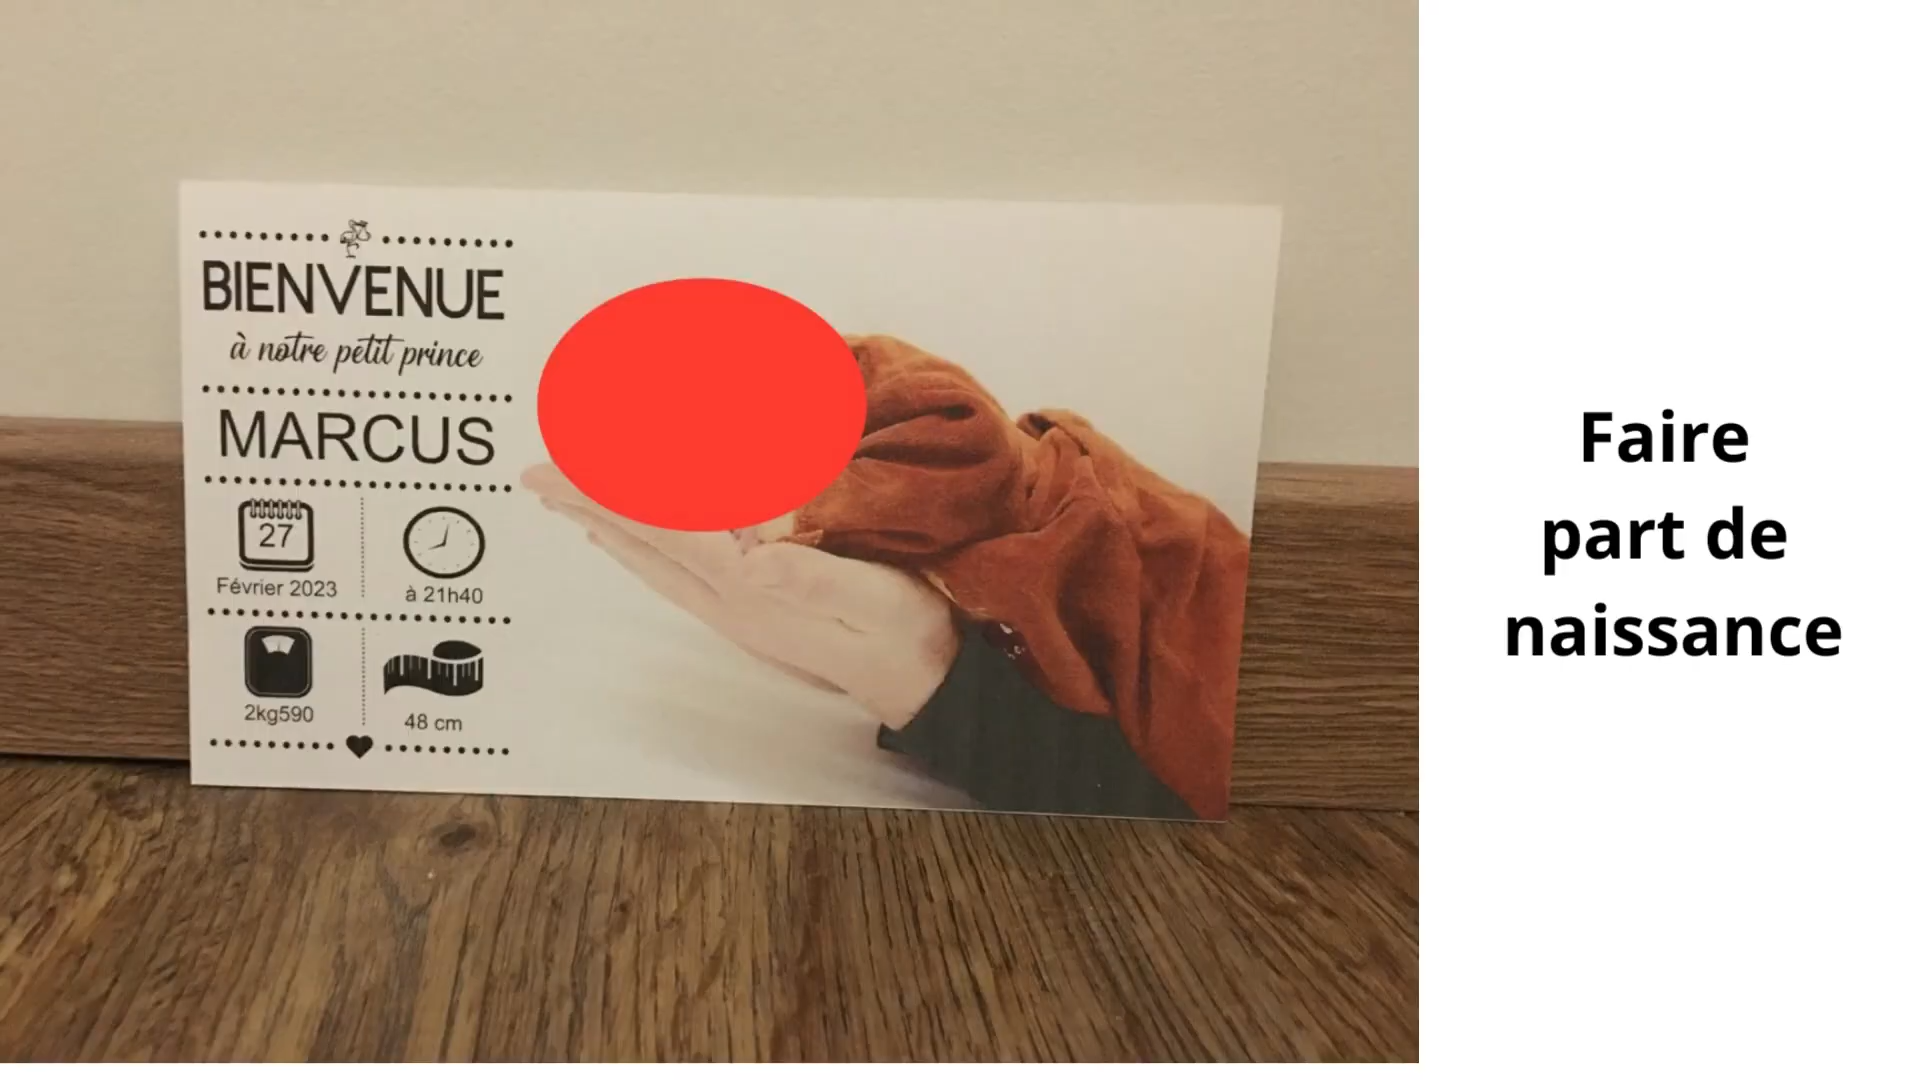 BIENVENUE
à notre petit prince
MARCUS
27
Février 2023
à 21h40
2kg590
48 cm
Faire
part de
naissance